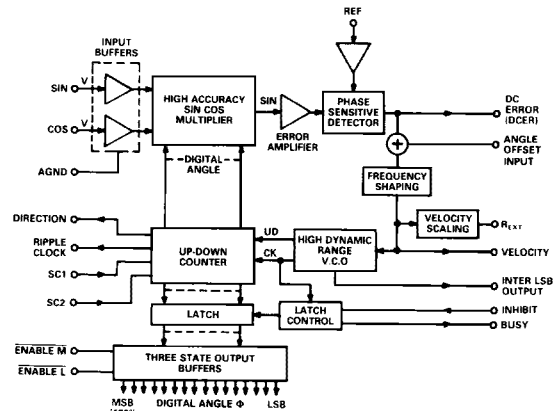 REF
INPUT
BUFFERS
SIN
V
COS
V
AGND
HIGH ACCURACY
SIN COS
MULTIPLIER
SIN
ERROR
AMPLIFIER
PHASE
SENSITIVE
DETECTOR
DC
ERROR
(DCER)
+
ANGLE
OFFSET
INPUT
DIGITAL
ANGLE
FREQUENCY
SHAPING
VELOCITY
SCALING
REXT
DIRECTION
RIPPLE
CLOCK
SC1
SC2
UP-DOWN
COUNTER
UD
CK
HIGH DYNAMIC
RANGE
V.C.O
VELOCITY
INTER LSB
OUTPUT
LATCH
LATCH
CONTROL
INHIBIT
BUSY
ENABLE M
ENABLE L
THREE STATE OUTPUT
BUFFERS
MSB DIGITAL ANGLE Φ LSB